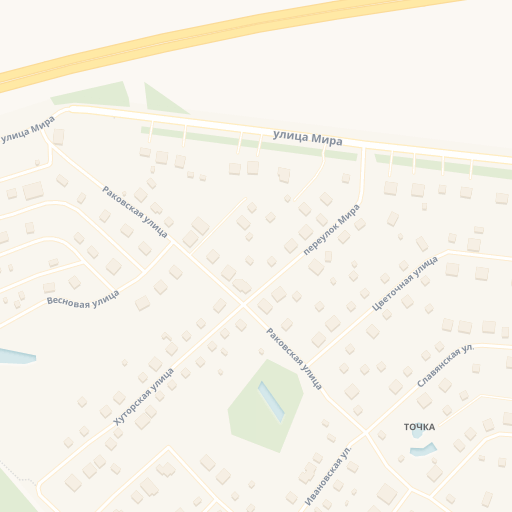 улица Мира
улица Мира
Раковская улица
переулок Мира
Цветочная улица
Весновая улица
Раковская улица
Славянская ул.
Хуторская улица
ТОЧКА
Ивановская ул.